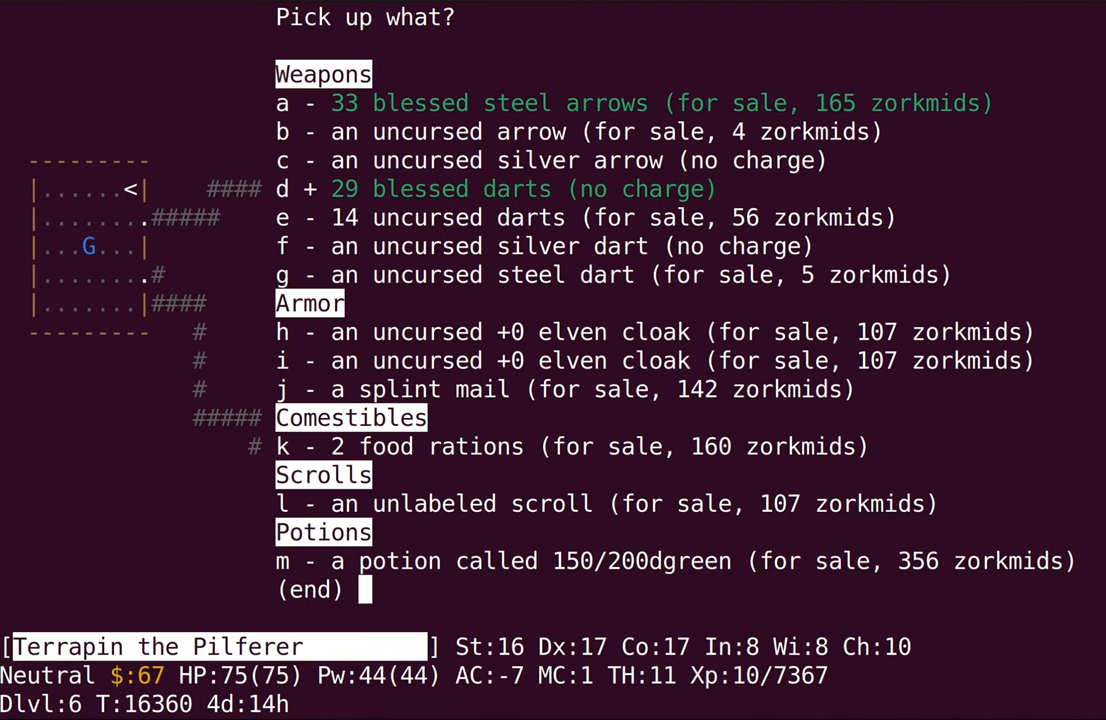 Pick up what?
Weapons
a - 33 blessed steel arrows (for sale, 165 zorkmids)
b - an uncursed arrow (for sale, 4 zorkmids)
---------
c - an uncursed silver arrow (no charge)
|......<| #### d + 29 blessed darts (no charge)
|........##### e - 14 uncursed darts (for sale, 56 zorkmids)
|...G...| f - an uncursed silver dart (no charge)
|........# g - an uncursed steel dart (for sale, 5 zorkmids)
|.......|#### Armor
--------- # h - an uncursed +0 elven cloak (for sale, 107 zorkmids)
# i - an uncursed +0 elven cloak (for sale, 107 zorkmids)
# j - a splint mail (for sale, 142 zorkmids)
##### Comestibles
# k - 2 food rations (for sale, 160 zorkmids)
Scrolls
l - an unlabeled scroll (for sale, 107 zorkmids)
Potions
m - a potion called 150/200dgreen (for sale, 356 zorkmids)
(end)
[Terrapin the Pilferer ] St:16 Dx:17 Co:17 In:8 Wi:8 Ch:10
Neutral $:67 HP:75(75) Pw:44(44) AC:-7 MC:1 TH:11 Xp:10/7367
Dlvl:6 T:16360 4d:14h